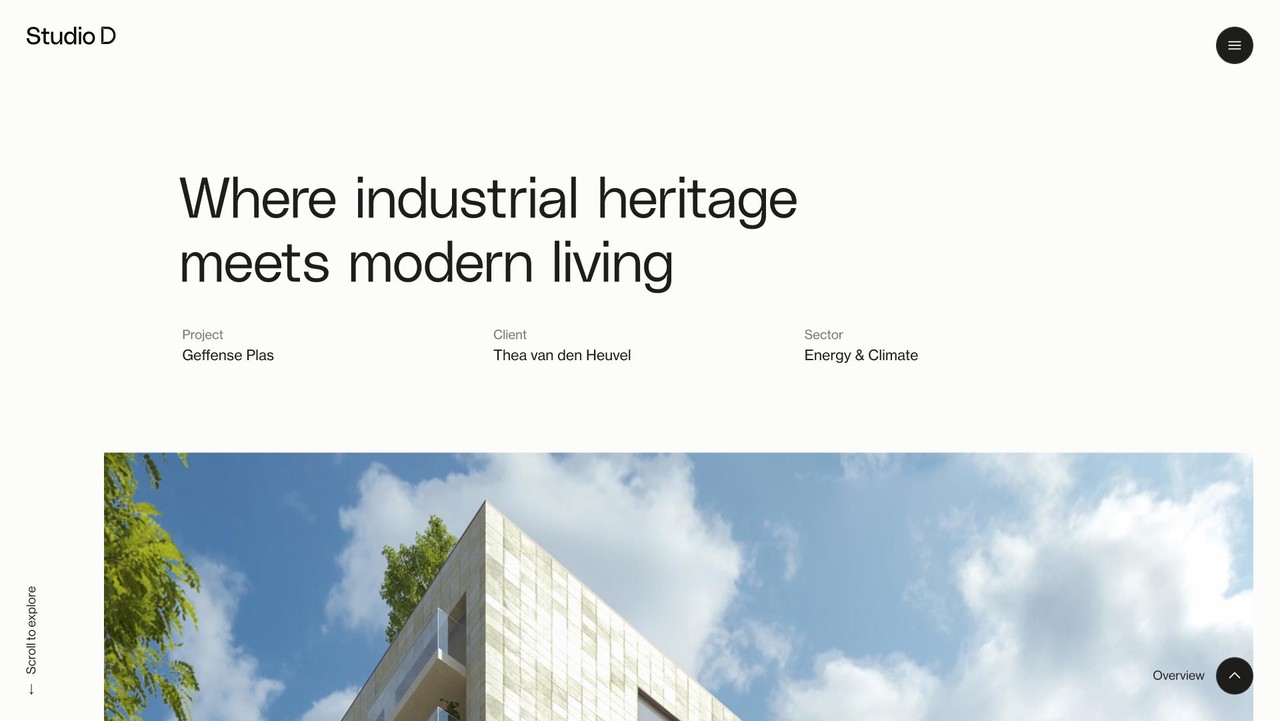 Studio D
Where industrial heritage
meets modern living
Project
Geffense Plas
Client
Thea van den Heuvel
Sector
Energy & Climate
← Scroll to explore
Overview